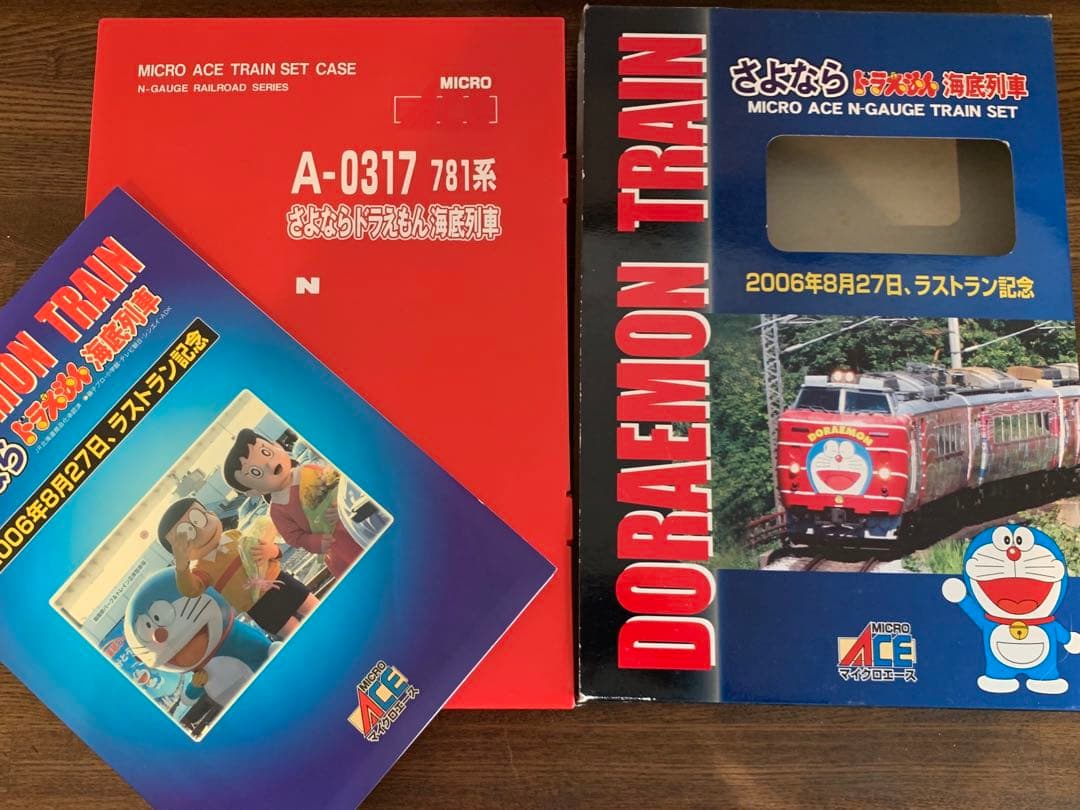 MICRO ACE TRAIN SET CASE
N-GAUGE RAILROAD SERIES
MICRO
A-0317 781系
さよならドラえもん海底列車
N
DORAEMON TRAIN
さよなら ドラえもん 海底列車
MICRO ACE N-GAUGE TRAIN SET
2006年8月27日、ラストラン記念
DORAEMON
MICRO
ACE
マイクロエース
MON TRAIN
なら ドラえもん 海底列車
006年8月27日、ラストラン記念
MICRO
ACE
マイクロエース